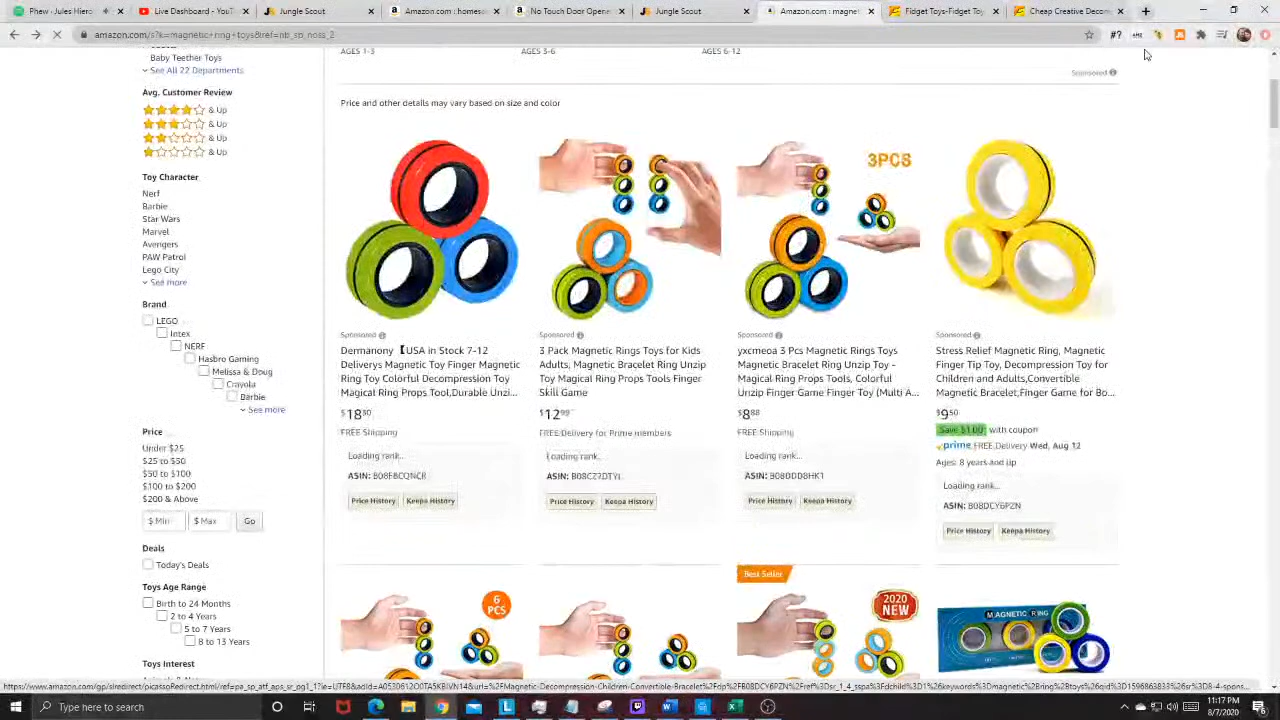 Phew - Jules Hiero
Live Dashboard - YouT
Jungle Scout
Amazon.com : homes
No Touch Door Opene
Jungle Scout
Amazon.com : magne
Fidget Toys-Fidget To
Cheap Creative Decom
amazon.com/s?k=magnetic+ring+toys&ref=nb_sb_noss_2
Baby Teether Toys
See All 22 Departments
Avg. Customer Review
& Up
& Up
& Up
& Up
Toy Character
Nerf
Barbie
Star Wars
Marvel
Avengers
PAW Patrol
Lego City
See more
Brand
LEGO
Intex
NERF
Hasbro Gaming
Melissa & Doug
Crayola
Barbie
See more
Price
Under $25
$25 to $50
$50 to $100
$100 to $200
$200 & Above
$ Min
$ Max
Go
Deals
Today's Deals
Toys Age Range
Birth to 24 Months
2 to 4 Years
5 to 7 Years
8 to 13 Years
Toys Interest
AGES 1-3
AGES 3-6
AGES 6-12
Sponsored
Price and other details may vary based on size and color
Sponsored
Dermanony 【USA in Stock 7-12
Deliverys Magnetic Toy Finger Magnetic
Ring Toy Colorful Decompression Toy
Magical Ring Props Tool,Durable Unzi...
FREE Shipping
Loading rank...
Price History
Keepa History
Sponsored
3 Pack Magnetic Rings Toys for Kids
Adults, Magnetic Bracelet Ring Unzip
Toy Magical Ring Props Tools Finger
Skill Game
$12.99
FREE Delivery for Prime members
Loading rank...
Price History
Keepa History
3PCS
Sponsored
yxcmeoa 3 Pcs Magnetic Rings Toys
Magnetic Bracelet Ring Unzip Toy -
Magical Ring Props Tools, Colorful
Unzip Finger Game Finger Toy (Multi A...
$8.88
FREE Shipping
Loading rank...
Price History
Keepa History
Sponsored
Stress Relief Magnetic Ring, Magnetic
Finger Tip Toy, Decompression Toy for
Children and Adults,Convertible
Magnetic Bracelet,Finger Game for Bo...
$9.50
Save $1.00 with coupon
prime FREE Delivery Wed, Aug 12
Ages: 8 years and up
Loading rank...
ASIN: B08DCY6PZN
Price History
Keepa History
6 PCS
Best Seller
2020
NEW
MAGNETIC RING
Type here to search
11:17 PM
8/7/2020